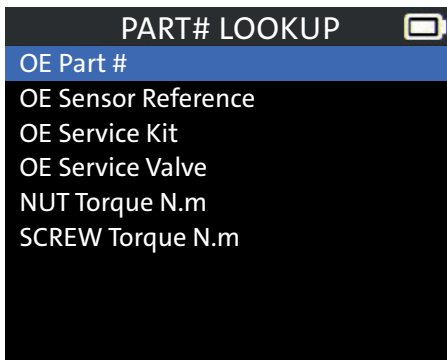 PART# LOOKUP
OE Part #
OE Sensor Reference
OE Service Kit
OE Service Valve
NUT Torque N.m
SCREW Torque N.m